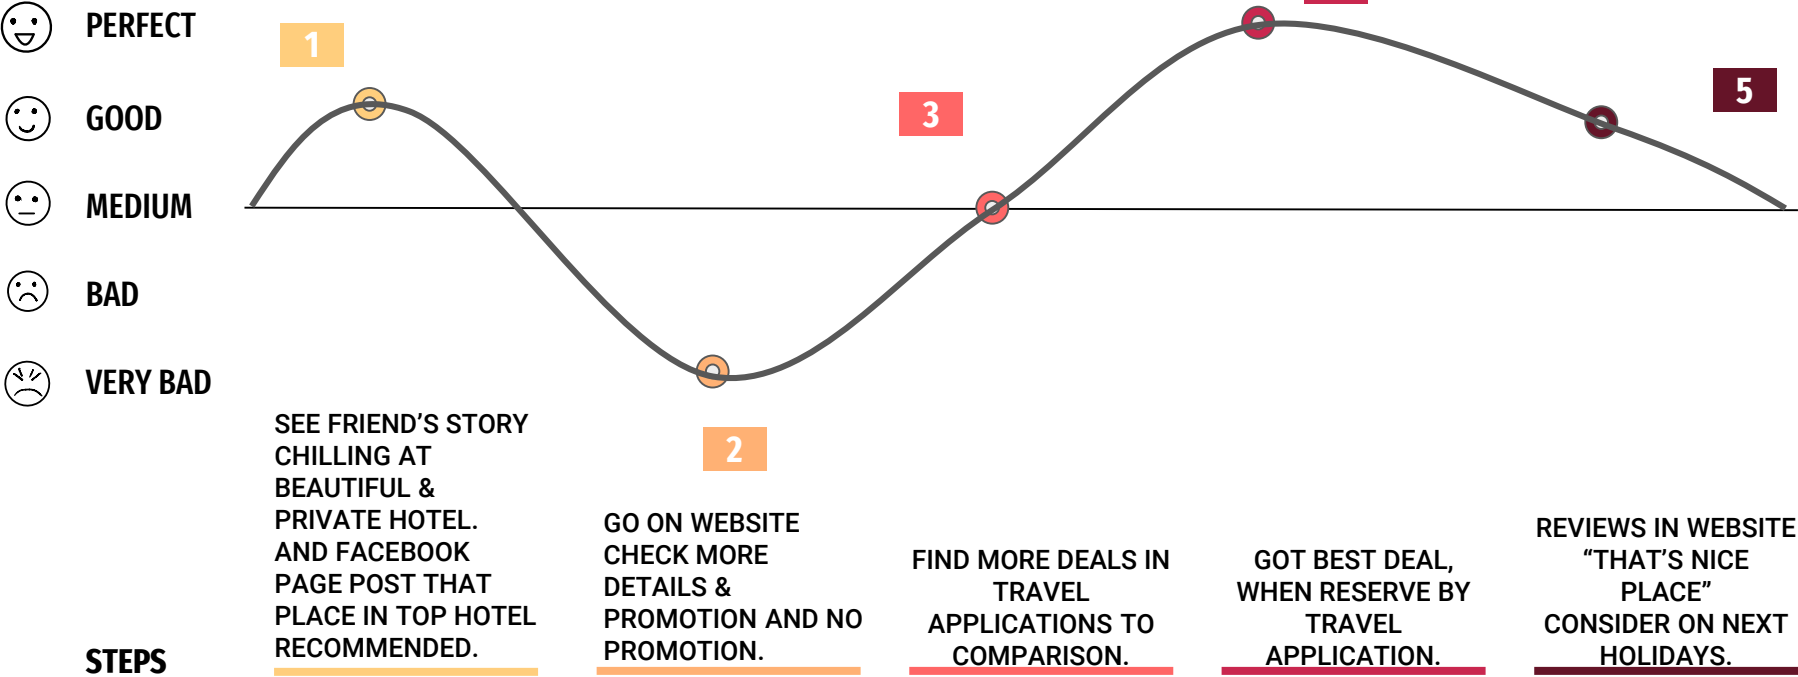 PERFECT
1
GOOD
5
3
MEDIUM
BAD
VERY BAD
2
SEE FRIEND’S STORY
CHILLING AT
BEAUTIFUL &
PRIVATE HOTEL.
AND FACEBOOK
PAGE POST THAT
PLACE IN TOP HOTEL
RECOMMENDED.
GO ON WEBSITE
CHECK MORE
DETAILS &
PROMOTION AND NO
PROMOTION.
FIND MORE DEALS IN
TRAVEL
APPLICATIONS TO
COMPARISON.
GOT BEST DEAL,
WHEN RESERVE BY
TRAVEL
APPLICATION.
REVIEWS IN WEBSITE
“THAT’S NICE
PLACE”
CONSIDER ON NEXT
HOLIDAYS.
STEPS